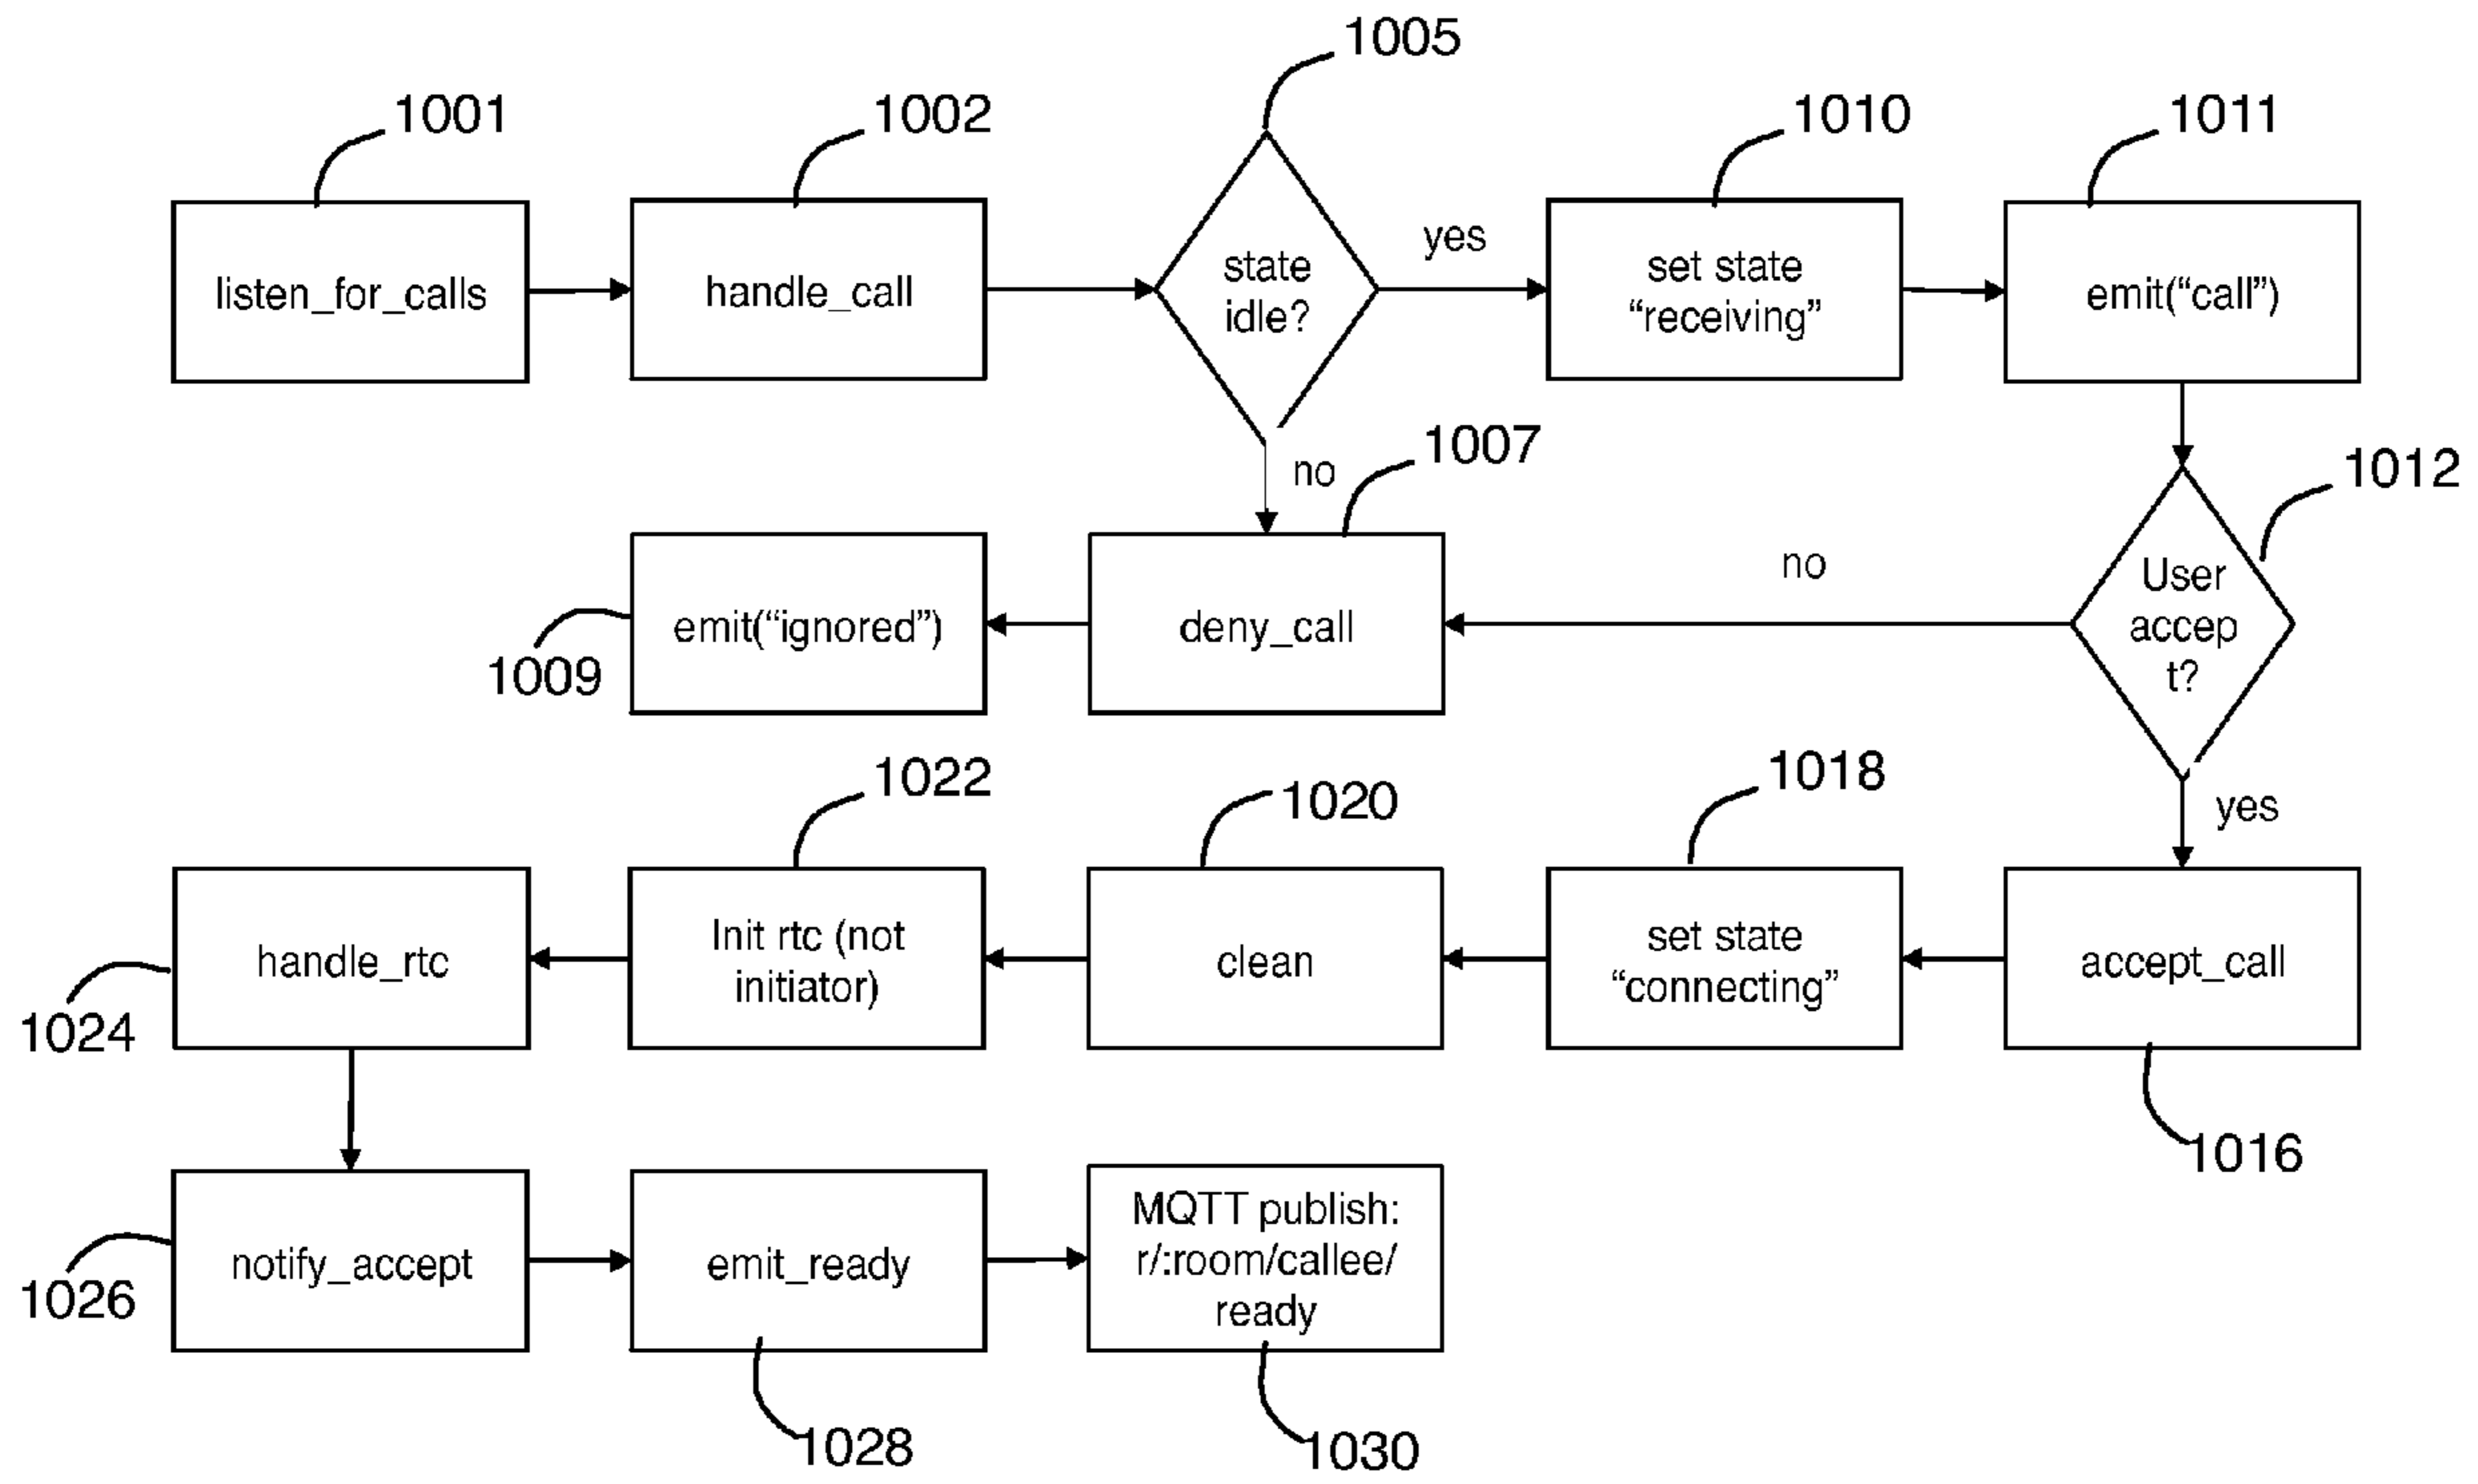 1005
1001
1002
1010
1011
listen_for_calls
handle_call
state
idle?
yes
set state
“receiving”
emit(“call”)
no
1007
1012
1009
emit(“ignored”)
deny_call
no
User
accep
t?
yes
1022
1020
1018
1024
handle_rtc
Init rtc (not
initiator)
clean
set state
“connecting”
accept_call
1016
1026
notify_accept
emit_ready
MQTT publish:
r/:room/callee/
ready
1028
1030